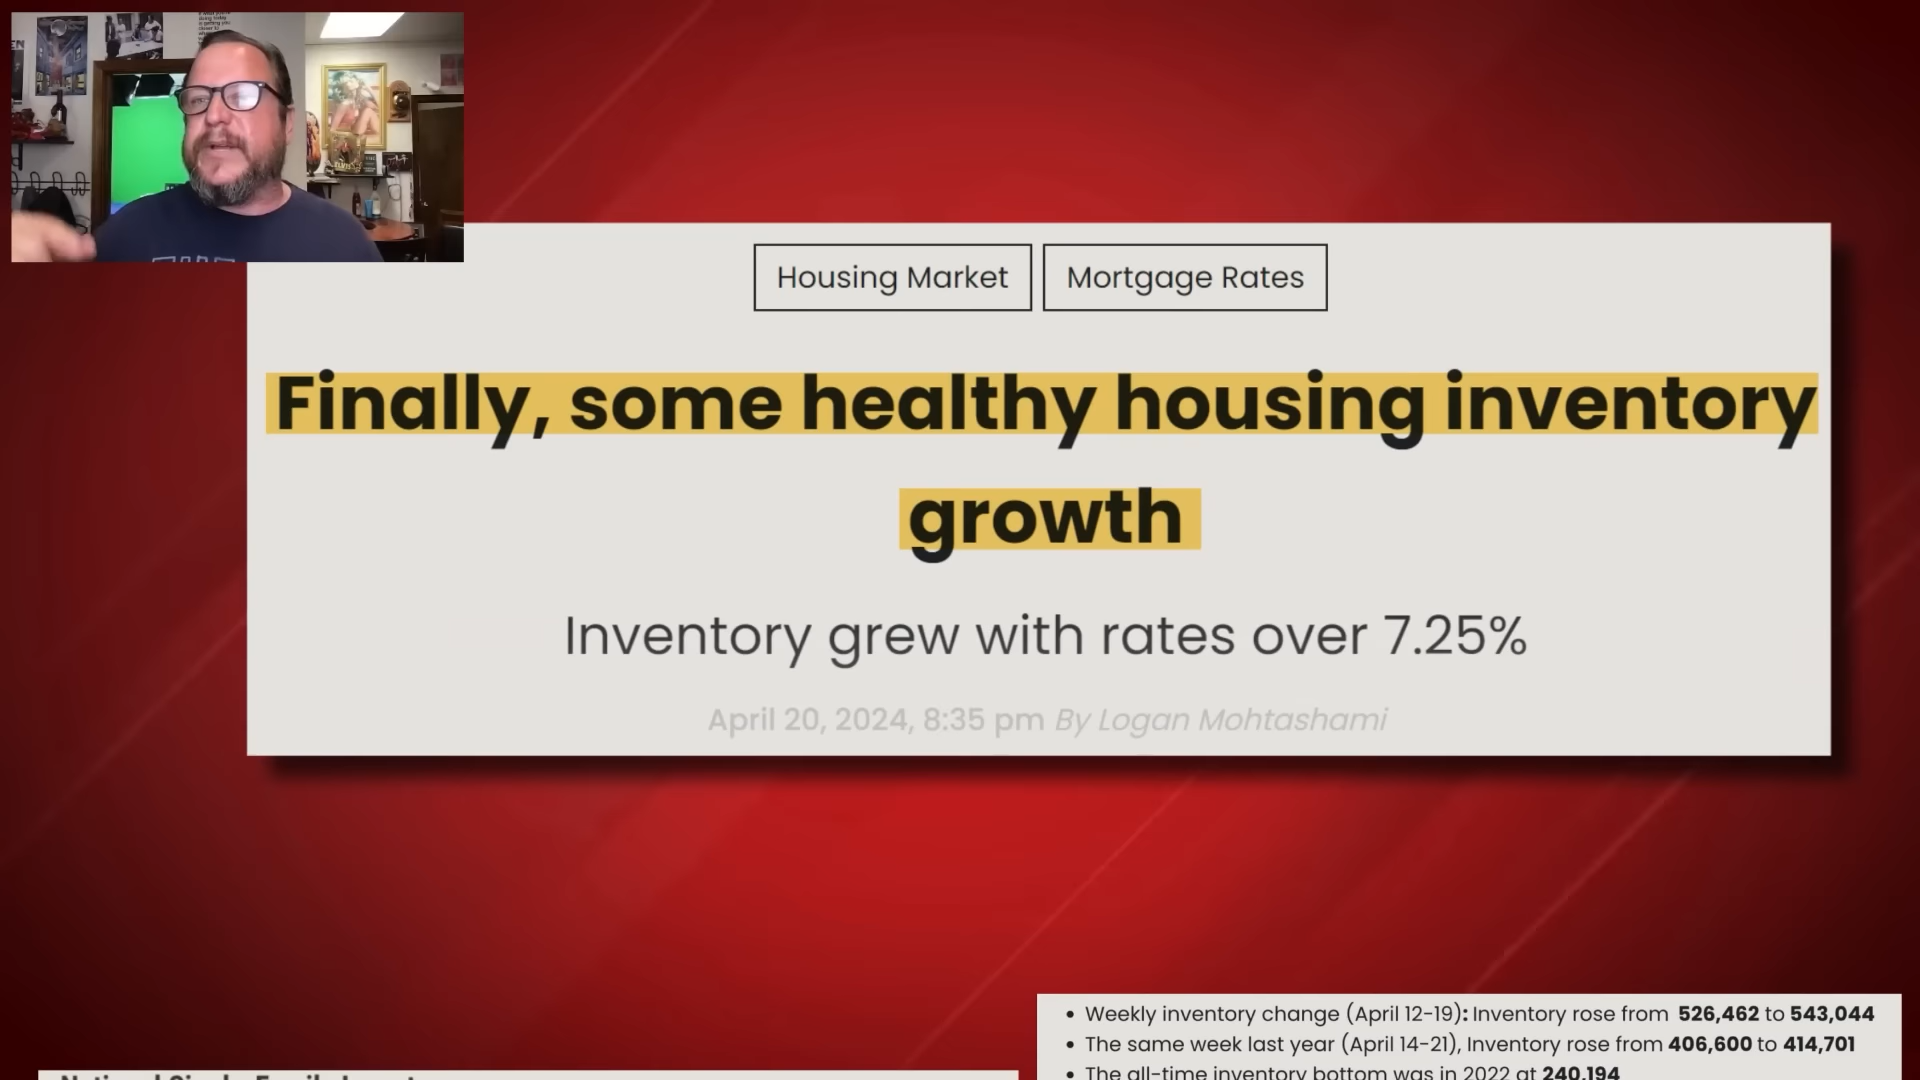 Housing Market
Mortgage Rates
Finally, some healthy housing inventory
growth
Inventory grew with rates over 7.25%
April 20, 2024, 8:35 pm By Logan Mohtashami
• Weekly inventory change (April 12-19): Inventory rose from 526,462 to 543,044
• The same week last year (April 14-21), Inventory rose from 406,600 to 414,701
• The all-time inventory bottom was in 2022 at 240,194